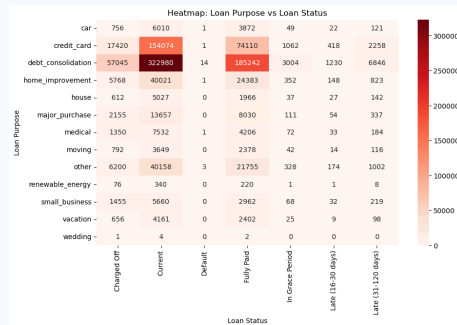 Heatmap: Loan Purpose vs Loan Status
car 756 6010 1 3872 49 22 121
credit_card 17420 154074 1 74110 1062 418 2258
debt_consolidation 57045 322980 14 185242 3004 1230 6846
home_improvement 5768 40021 1 24383 352 148 823
house 612 5027 0 1966 37 27 142
major_purchase 2155 13657 0 8030 111 54 337
medical 1350 7532 1 4206 72 33 184
moving 792 3649 0 2378 42 14 116
other 6200 40158 3 21755 328 174 1002
renewable_energy 76 340 0 220 1 1 8
small_business 1455 5660 0 2962 68 32 219
vacation 656 4161 0 2402 25 9 98
wedding 1 4 0 2 0 0 0
Charged Off
Current
Default
Fully Paid
In Grace Period
Late (16-30 days)
Late (31-120 days)
Loan Status
Loan Purpose
300000
250000
200000
150000
100000
50000
0